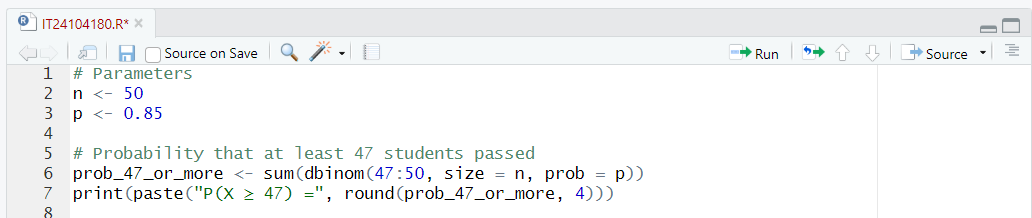 IT24104180.R*
Source on Save Run Source
1 # Parameters
2 n <- 50
3 p <- 0.85
4
5 # Probability that at least 47 students passed
6 prob_47_or_more <- sum(dbinom(47:50, size = n, prob = p))
7 print(paste("P(X ≥ 47) =", round(prob_47_or_more, 4)))
8